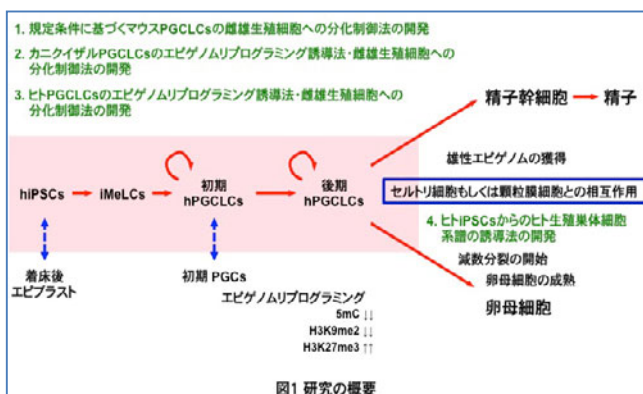 1. 規定条件に基づくマウスPGCLCsの雌雄生殖細胞への分化制御法の開発
2. カニクイザルPGCLCsのエピゲノムリプログラミング誘導法・雌雄生殖細胞への
分化制御法の開発
3. ヒトPGCLCsのエピゲノムリプログラミング誘導法・雌雄生殖細胞への
分化制御法の開発
精子幹細胞
精子
雄性エピゲノムの獲得
hiPSCs
iMeLCs
初期
hPGCLCs
後期
hPGCLCs
セルトリ細胞もしくは顆粒膜細胞との相互作用
4. ヒトiPSCsからのヒト生殖巣体細胞
系譜の誘導法の開発
減数分裂の開始
卵母細胞の成熟
卵母細胞
着床後
エピブラスト
初期 PGCs
エピゲノムリプログラミング
5mC ↓↓
H3K9me2 ↓↓
H3K27me3 ↑↑
図1 研究の概要